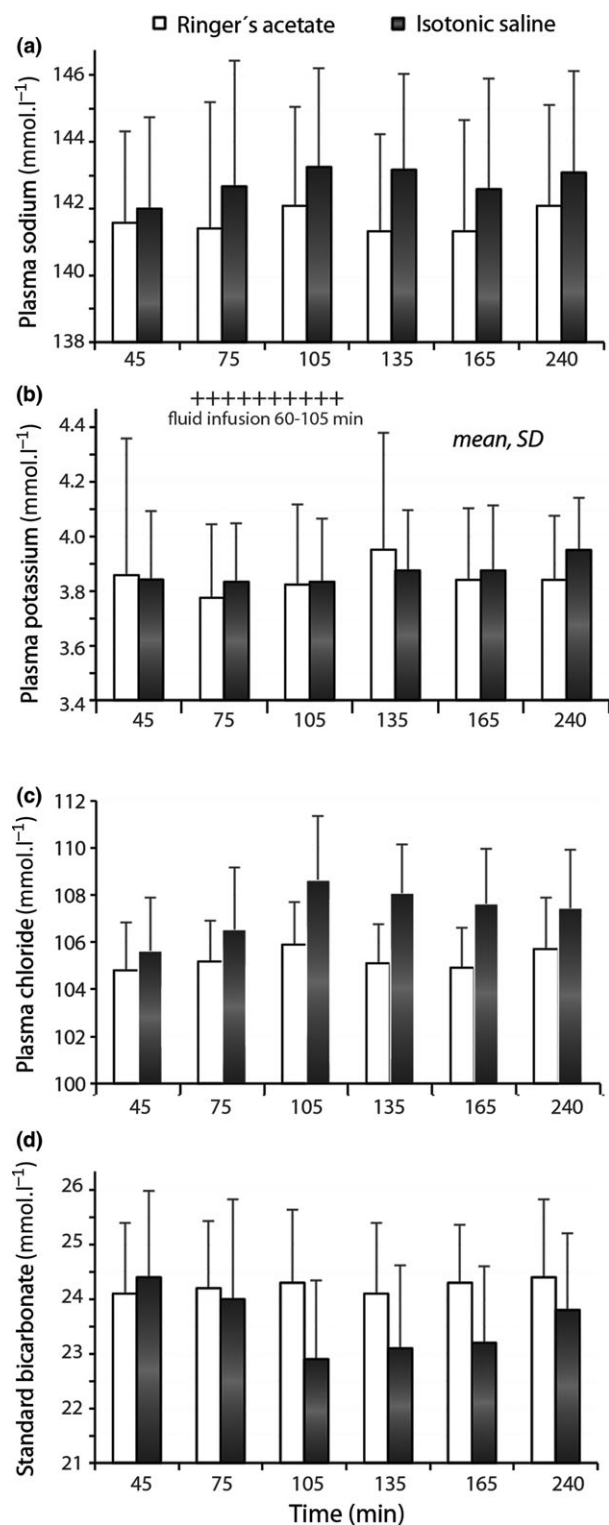 Ringer´s acetate Isotonic saline
(a)
Plasma sodium (mmol.l⁻¹)
146
144
142
140
138
45 75 105 135 165 240
(b)
++++++++++
fluid infusion 60-105 min
mean, SD
Plasma potassium (mmol.l⁻¹)
4.4
4.2
4.0
3.8
3.6
3.4
45 75 105 135 165 240
(c)
Plasma chloride (mmol.l⁻¹)
112
110
108
106
104
102
100
45 75 105 135 165 240
(d)
Standard bicarbonate (mmol.l⁻¹)
26
25
24
23
22
21
45 75 105 135 165 240
Time (min)